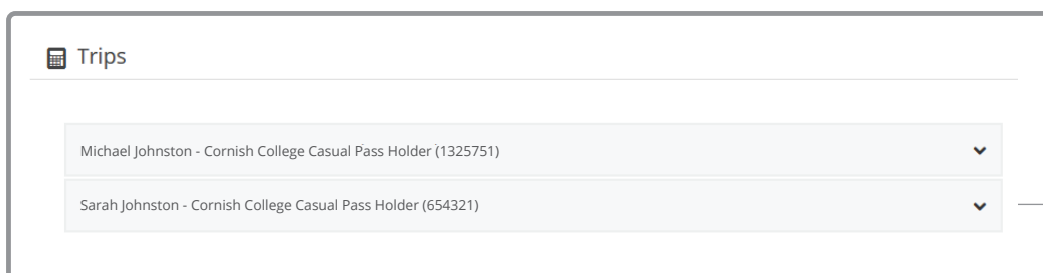 Trips
Michael Johnston - Cornish College Casual Pass Holder (1325751)
Sarah Johnston - Cornish College Casual Pass Holder (654321)